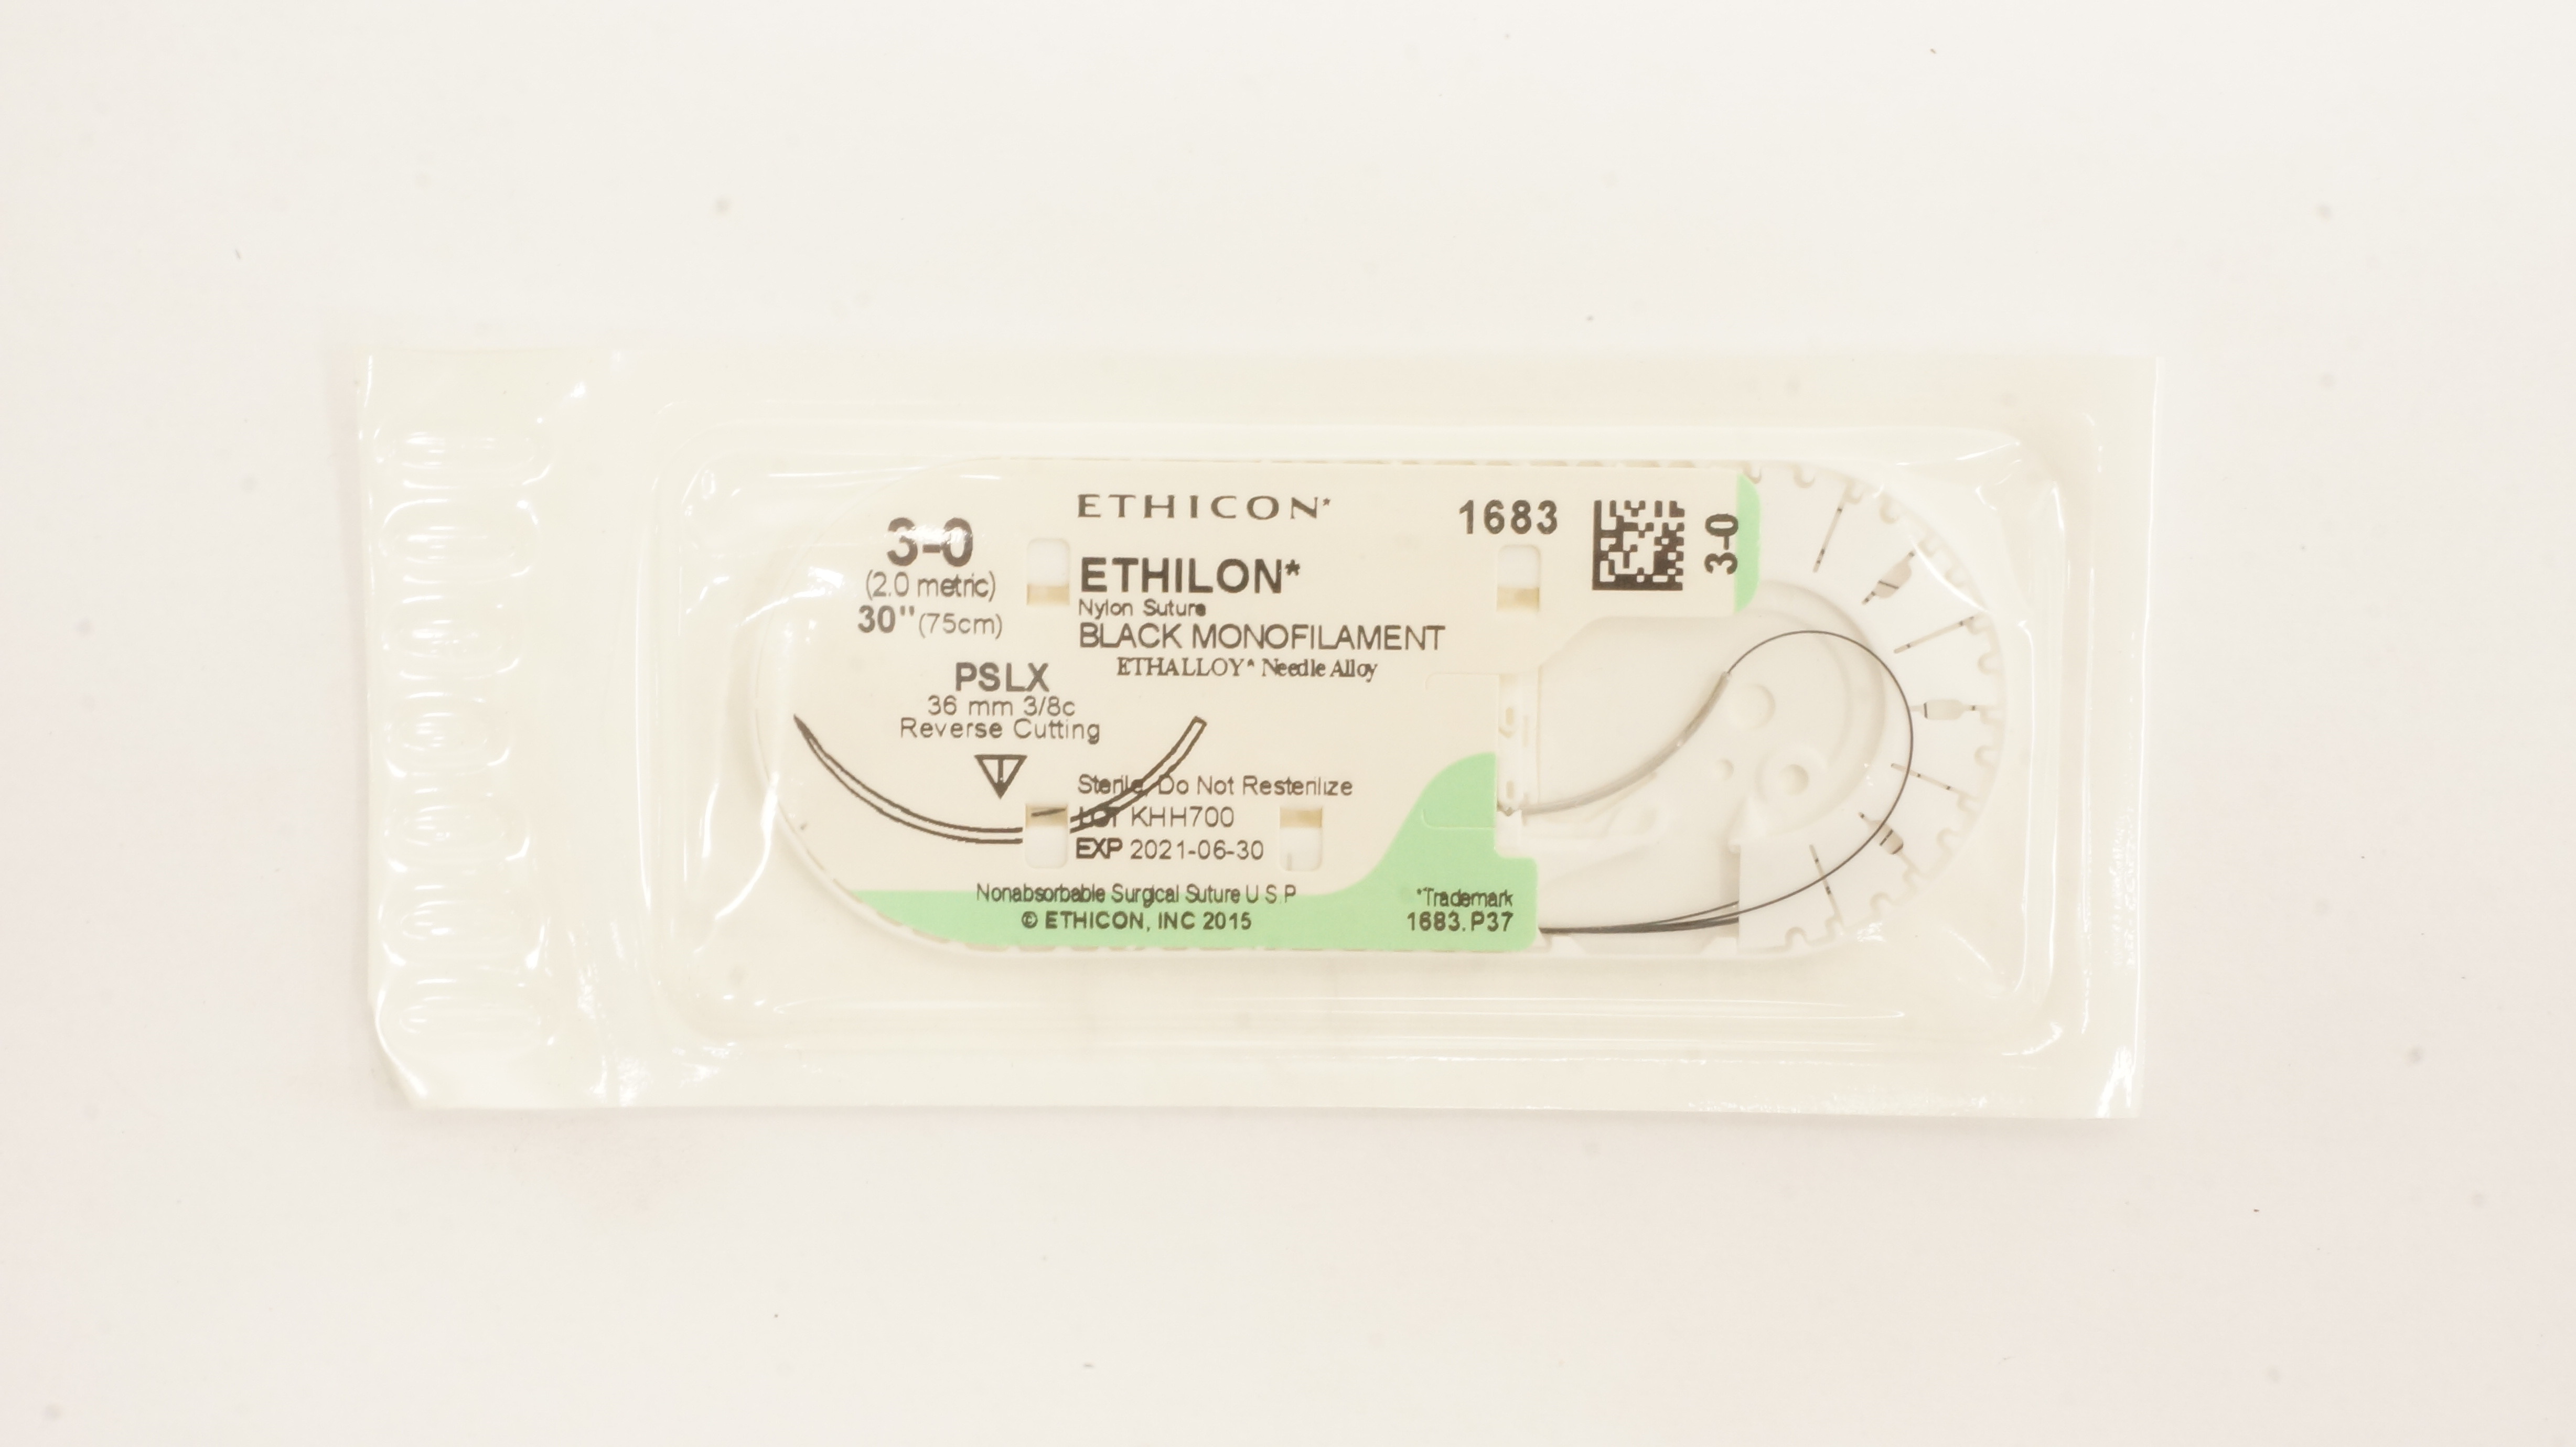 ETHICON*
1683
3-0
3-0
(2.0 metric)
30" (75cm)
ETHILON*
Nylon Suture
BLACK MONOFILAMENT
ETHALLOY* Needle Alloy
PSLX
36 mm 3/8c
Reverse Cutting
Sterile, Do Not Resterilize
LOT KHH700
EXP 2021-06-30
Nonabsorbable Surgical Suture U S P
© ETHICON, INC 2015
*Trademark
1683.P37